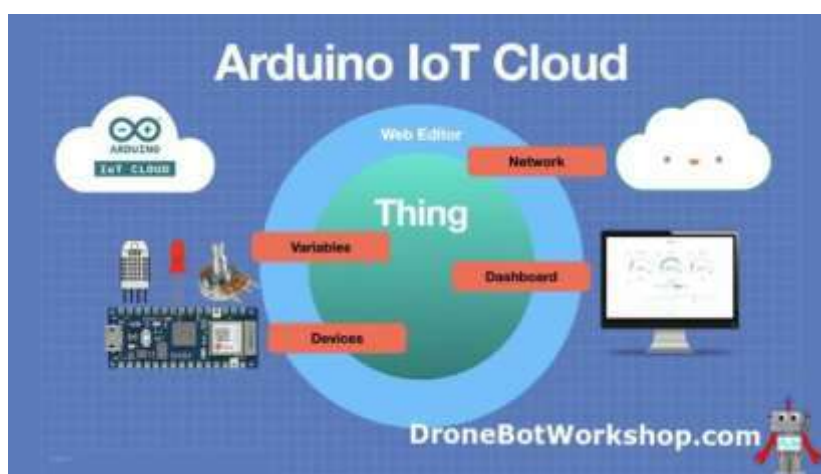 Arduino IoT Cloud
ARDUINO
IoT CLOUD
Web Editor
Network
Thing
Variables
Dashboard
Devices
DroneBotWorkshop.com